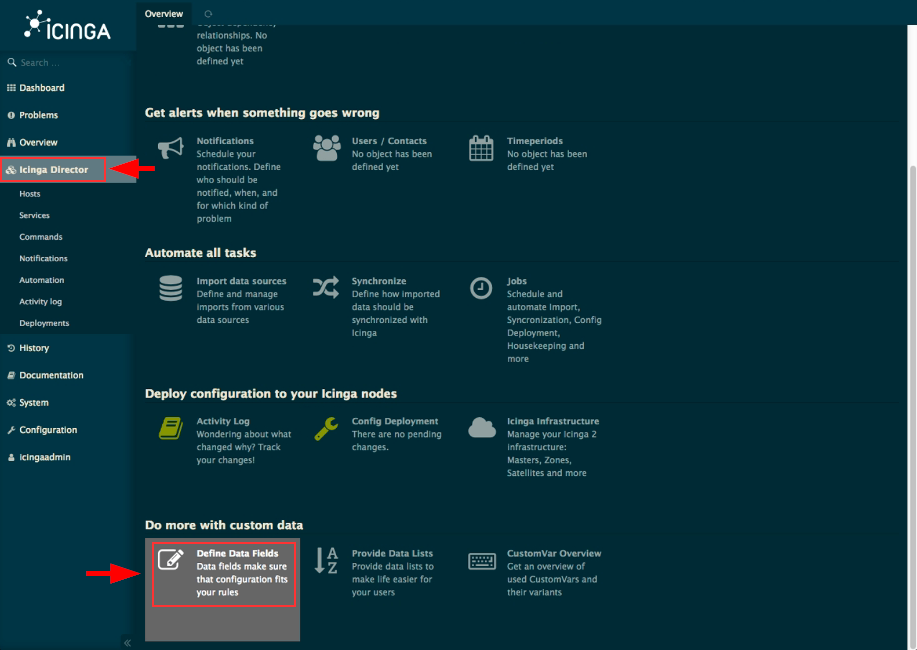 ICINGA
Overview
Search ...
Dashboard
Problems
Overview
Icinga Director
Hosts
Services
Commands
Notifications
Automation
Activity log
Deployments
History
Documentation
System
Configuration
icingaadmin
relationships. No
object has been
defined yet
Get alerts when something goes wrong
Notifications
Schedule your
notifications. Define
who should be
notified, when, and
for which kind of
problem
Users / Contacts
No object has been
defined yet
Timeperiods
No object has been
defined yet
Automate all tasks
Import data sources
Define and manage
imports from various
data sources
Synchronize
Define how imported
data should be
synchronized with
Icinga
Jobs
Schedule and
automate Import,
Syncronization, Config
Deployment,
Housekeeping and
more
Deploy configuration to your Icinga nodes
Activity Log
Wondering about what
changed why? Track
your changes!
Config Deployment
There are no pending
changes.
Icinga Infrastructure
Manage your Icinga 2
infrastructure:
Masters, Zones,
Satellites and more
Do more with custom data
Define Data Fields
Data fields make sure
that configuration fits
your rules
A
Z
Provide Data Lists
Provide data lists to
make life easier for
your users
CustomVar Overview
Get an overview of
used CustomVars and
their variants